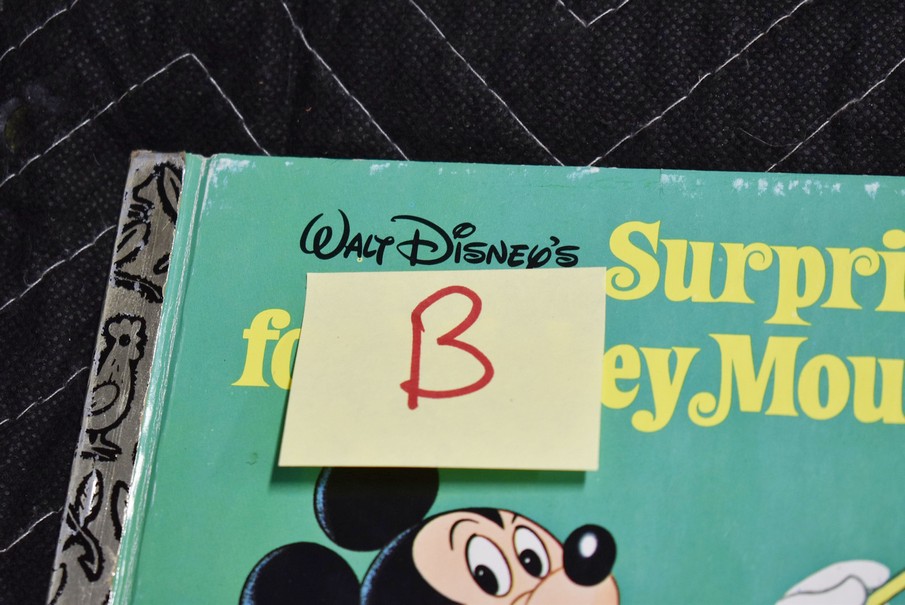 WALT DISNEY'S
Surpri
fo ey Mou
B